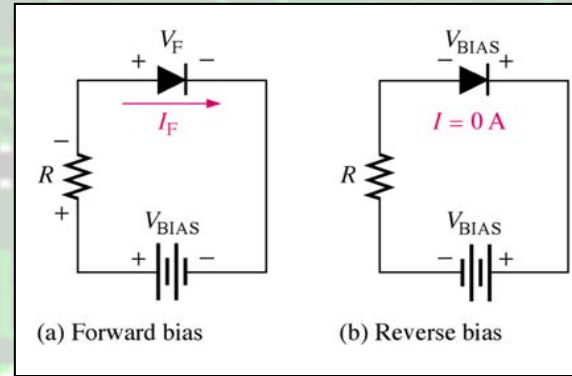 V_F
+ −
I_F
−
R
+
V_BIAS
+ −
(a) Forward bias
V_BIAS
− +
I = 0 A
R
V_BIAS
− +
(b) Reverse bias